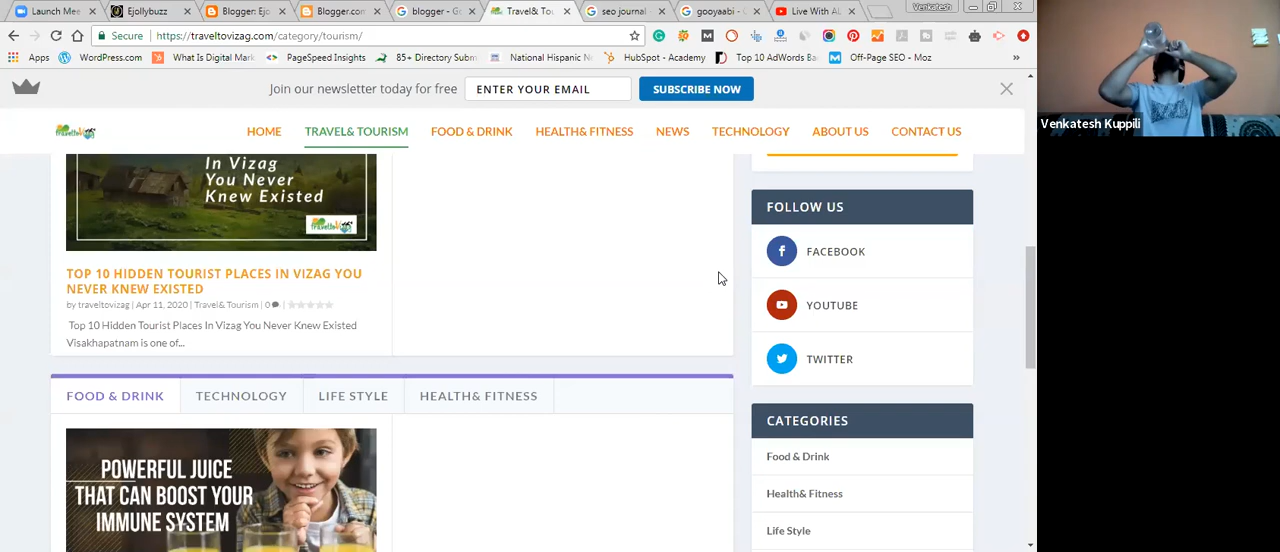 Launch Mee
Ejollybuzz
Blogger: Ejo
Blogger.com
blogger - Go
Travel& Tou
seo journal -
gooyaabi - G
Live With AL
Venkatesh
Secure
https://traveltovizag.com/category/tourism/
Apps
WordPress.com
What Is Digital Mark
PageSpeed Insights
85+ Directory Subm
National Hispanic Ne
HubSpot - Academy
Top 10 AdWords Ba
Off-Page SEO - Moz
Join our newsletter today for free
ENTER YOUR EMAIL
SUBSCRIBE NOW
HOME
TRAVEL& TOURISM
FOOD & DRINK
HEALTH& FITNESS
NEWS
TECHNOLOGY
ABOUT US
CONTACT US
In Vizag
You Never
Knew Existed
TOP 10 HIDDEN TOURIST PLACES IN VIZAG YOU
NEVER KNEW EXISTED
by traveltovizag | Apr 11, 2020 | Travel& Tourism | 0
Top 10 Hidden Tourist Places In Vizag You Never Knew Existed
Visakhapatnam is one of...
FOOD & DRINK
TECHNOLOGY
LIFE STYLE
HEALTH& FITNESS
POWERFUL JUICE
THAT CAN BOOST YOUR
IMMUNE SYSTEM
FOLLOW US
FACEBOOK
YOUTUBE
TWITTER
CATEGORIES
Food & Drink
Health& Fitness
Life Style
Venkatesh Kuppili